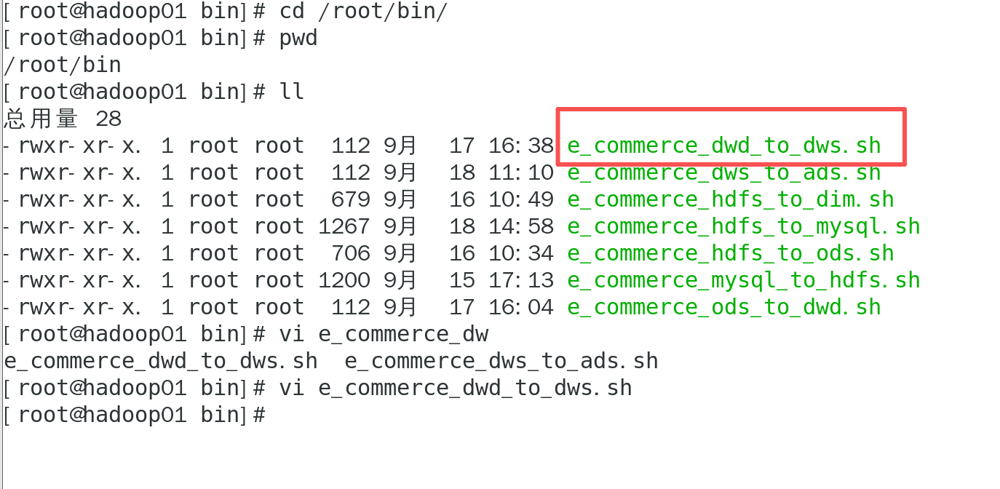 [root@hadoop01 bin]# cd /root/bin/
[root@hadoop01 bin]# pwd
/root/bin
[root@hadoop01 bin]# ll
总用量 28
-rwxr-xr-x. 1 root root  112 9月  17 16:38 e_commerce_dwd_to_dws.sh
-rwxr-xr-x. 1 root root  112 9月  18 11:10 e_commerce_dws_to_ads.sh
-rwxr-xr-x. 1 root root  679 9月  16 10:49 e_commerce_hdfs_to_dim.sh
-rwxr-xr-x. 1 root root 1267 9月  18 14:58 e_commerce_hdfs_to_mysql.sh
-rwxr-xr-x. 1 root root  706 9月  16 10:34 e_commerce_hdfs_to_ods.sh
-rwxr-xr-x. 1 root root 1200 9月  15 17:13 e_commerce_mysql_to_hdfs.sh
-rwxr-xr-x. 1 root root  112 9月  17 16:04 e_commerce_ods_to_dwd.sh
[root@hadoop01 bin]# vi e_commerce_dw
e_commerce_dwd_to_dws.sh  e_commerce_dws_to_ads.sh
[root@hadoop01 bin]# vi e_commerce_dwd_to_dws.sh
[root@hadoop01 bin]#